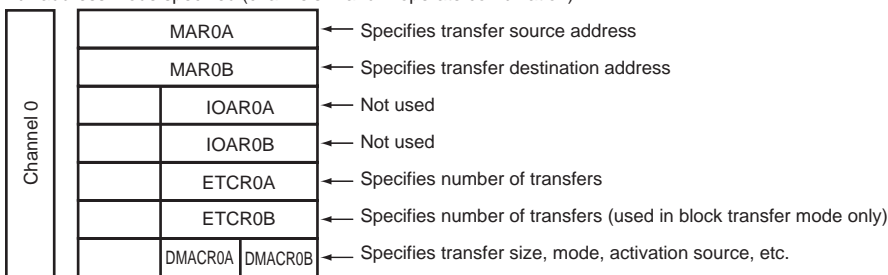 Channel 0
MAR0A Specifies transfer source address
MAR0B Specifies transfer destination address
IOAR0A Not used
IOAR0B Not used
ETCR0A Specifies number of transfers
ETCR0B Specifies number of transfers (used in block transfer mode only)
DMACR0A DMACR0B Specifies transfer size, mode, activation source, etc.